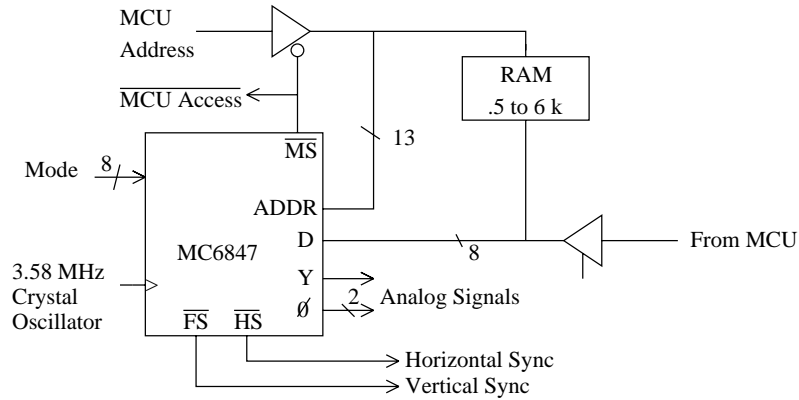 MCU
Address
MCU Access
RAM
.5 to 6 k
MS
13
Mode
8
ADDR
D
8
From MCU
MC6847
3.58 MHz
Crystal
Oscillator
Y
Ø
2
Analog Signals
FS
HS
Horizontal Sync
Vertical Sync